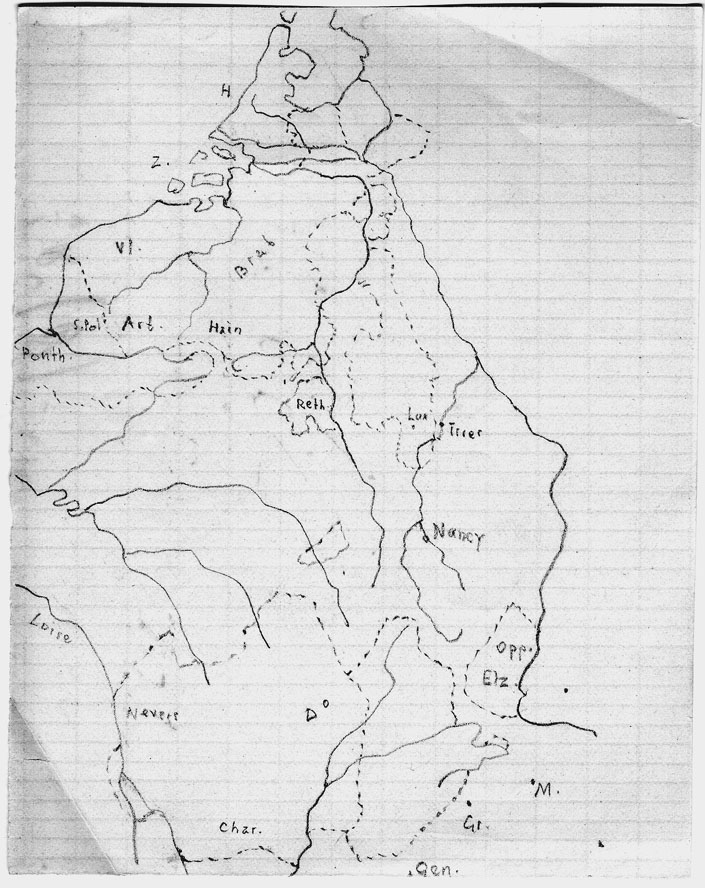 H
Z.
Vl.
Brab
S.Pol
Art.
Hain
Ponth.
Reth
Lux
Trier
Nancy
Loire
Opp.
Elz.
Nevers
D
M.
Char.
Gr.
Gen.